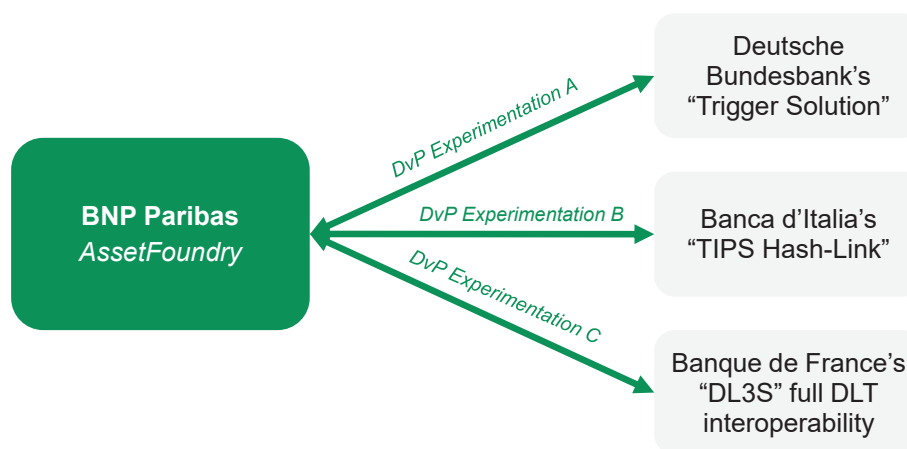 BNP Paribas
AssetFoundry
DvP Experimentation A
DvP Experimentation B
DvP Experimentation C
Deutsche
Bundesbank’s
“Trigger Solution”
Banca d’Italia’s
“TIPS Hash-Link”
Banque de France’s
“DL3S” full DLT
interoperability